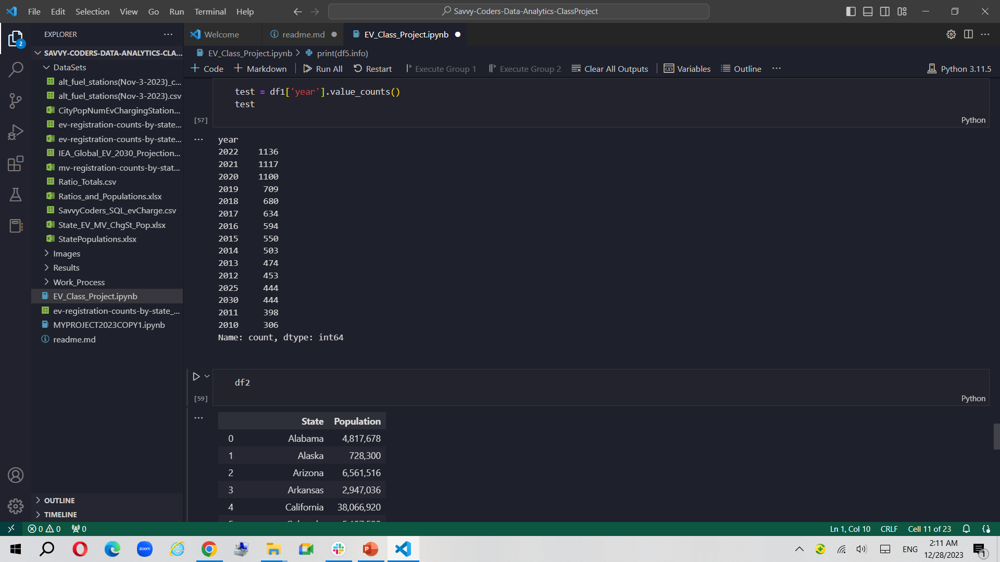 File Edit Selection View Go Run Terminal Help
Savvy-Coders-Data-Analytics-ClassProject
EXPLORER
2
SAVVY-CODERS-DATA-ANALYTICS-CLA...
DataSets
alt_fuel_stations(Nov-3-2023)_c...
alt_fuel_stations(Nov-3-2023).csv
CityPopNumEvChargingStation...
ev-registration-counts-by-state...
ev-registration-counts-by-state...
IEA_Global_EV_2030_Projection...
mv-registration-counts-by-stat...
Ratio_Totals.csv
Ratios_and_Populations.xlsx
SavvyCoders_SQL_evCharge.csv
State_EV_MV_ChgSt_Pop.xlsx
StatePopulations.xlsx
Images
Results
Work_Process
EV_Class_Project.ipynb
ev-registration-counts-by-state_...
MYPROJECT2023COPY1.ipynb
readme.md
OUTLINE
TIMELINE
Welcome readme.md EV_Class_Project.ipynb
EV_Class_Project.ipynb > print(df5.info)
Code Markdown Run All Restart Execute Group 1 Execute Group 2 Clear All Outputs Variables Outline ... Python 3.11.5
test = df1['year'].value_counts()
test
[57] Python
year
2022 1136
2021 1117
2020 1100
2019 709
2018 680
2017 634
2016 594
2015 550
2014 503
2013 474
2012 453
2025 444
2030 444
2011 398
2010 306
Name: count, dtype: int64
df2
[59] Python
State Population
0 Alabama 4,817,678
1 Alaska 728,300
2 Arizona 6,561,516
3 Arkansas 2,947,036
4 California 38,066,920
0 0 0 Ln 1, Col 10 CRLF Cell 11 of 23
zoom ENG 2:11 AM
12/28/2023 1